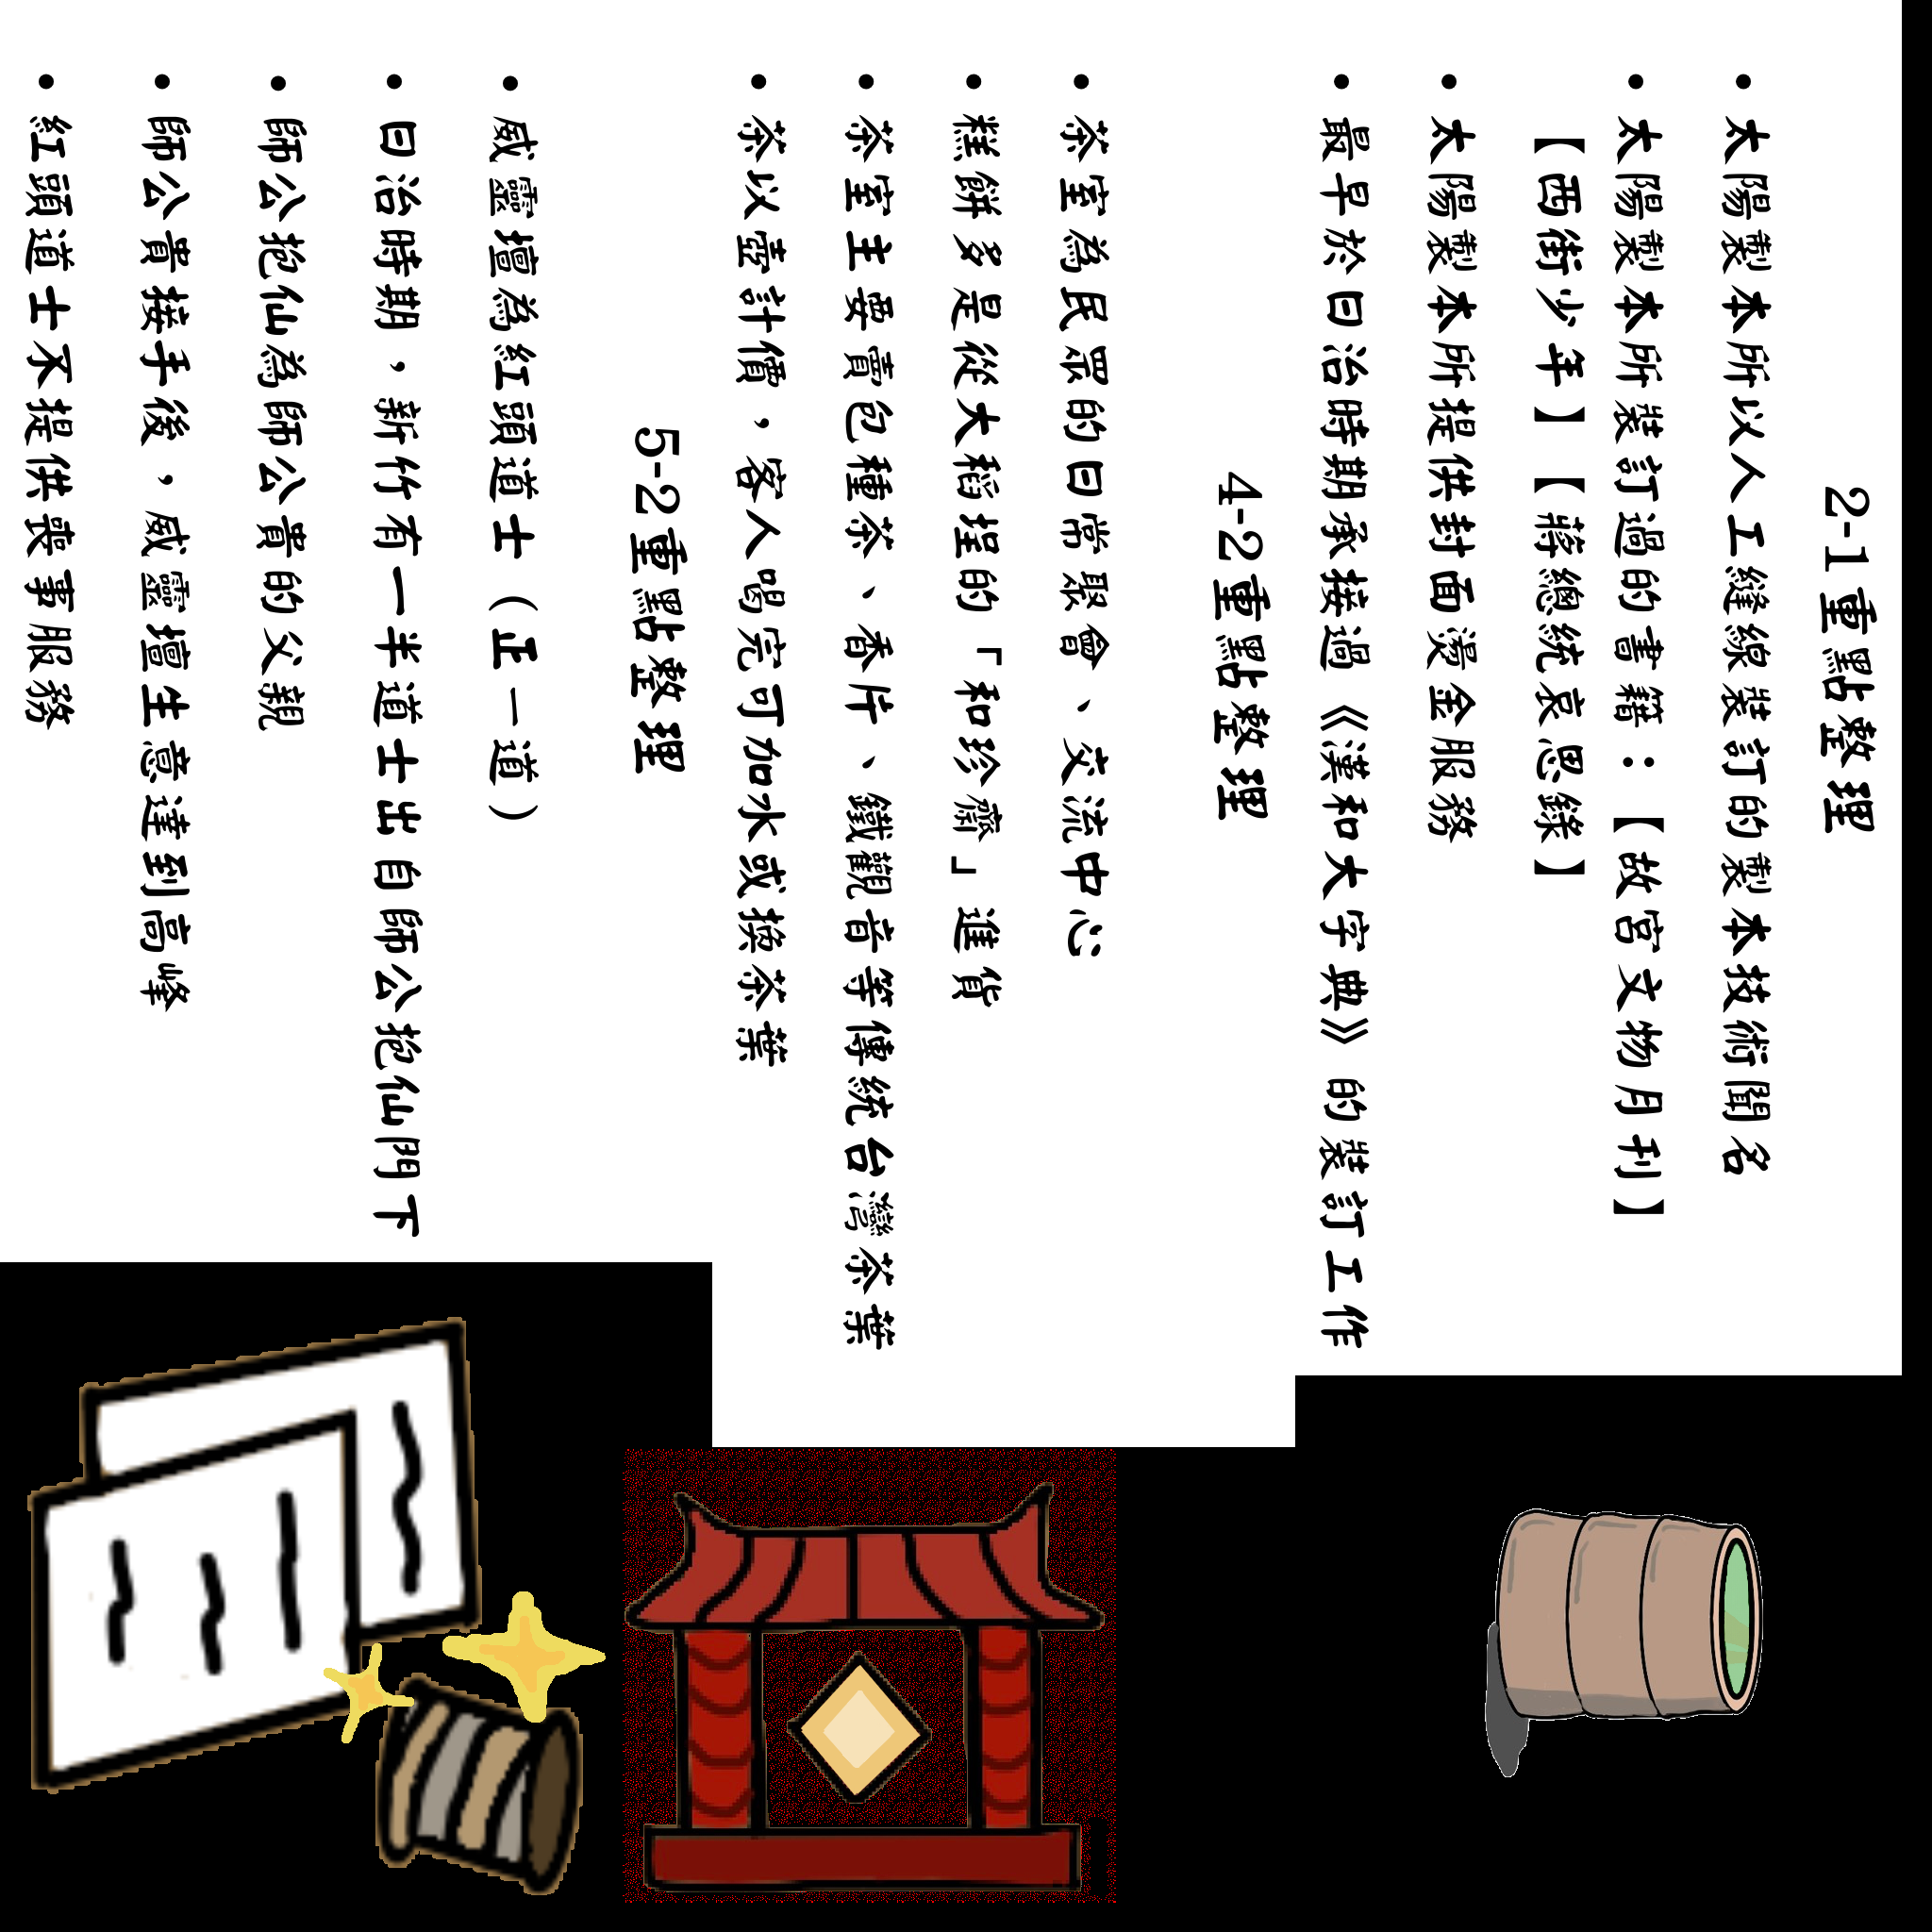 2-1重點整理
• 太陽製本所以人工縫線裝訂的製本技術聞名
• 太陽製本所裝訂過的書籍：【故宮文物月刊】
【西街少年】【蔣總統哀思錄】
• 太陽製本所提供封面燙金服務
• 最早於日治時期承接過《漢和大字典》的裝訂工作
4-2重點整理
• 茶室為民眾的日常聚會、交流中心
• 糕餅多是從大稻埕的「和珍齋」進貨
• 茶室主要賣包種茶、香片、鐵觀音等傳統台灣茶葉
• 茶以壺計價，客人喝完可加水或換茶葉
5-2重點整理
• 威靈壇為紅頭道士（正一道）
• 日治時期，新竹有一半道士出自師公抱仙門下
• 師公抱仙為師公貴的父親
• 師公貴接手後，威靈壇生意達到高峰
• 紅頭道士不提供喪事服務